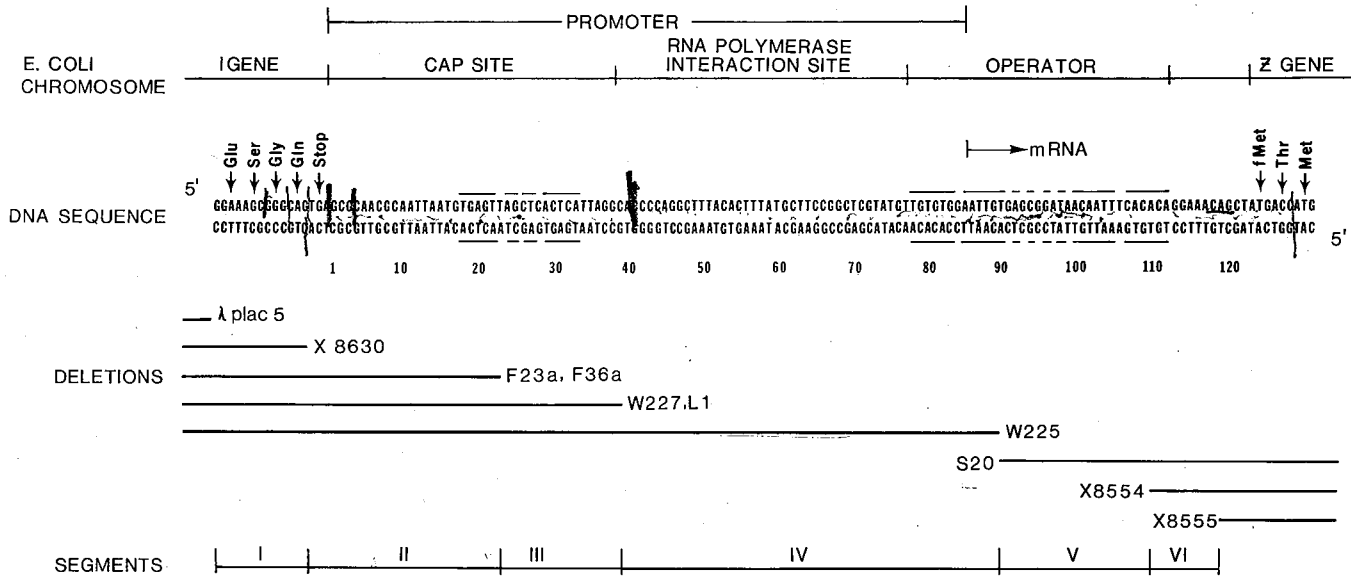 PROMOTER
E. COLI CHROMOSOME
I GENE CAP SITE RNA POLYMERASE INTERACTION SITE OPERATOR Z GENE
Glu Ser Gly Gln Stop mRNA f Met Thr Met
5'
DNA SEQUENCE
GGAAAGCGGGCAGTGAGCGCAACGCAATTAATGTGAGTTAGCTCACTCATTAGGCACCCCAGGCTTTACACTTTATGCTTCCGGCTCGTATGTTGTGTGGAATTGTGAGCGGATAACAATTTCACACAGGAAACAGCTATGACCATG
CCTTTCGCCCGTCACTCGCGTTGCGTTAATTACACTCAATCGAGTGAGTAATCCGTGGGGTCCGAAATGTGAAATACGAAGGCCGAGCATACAACACACCTTAACACTCGCCTATTGTTAAAGTGTGTCCTTTGTCGATACTGGTAC
5'
1 10 20 30 40 50 60 70 80 90 100 110 120
λ plac 5
X 8630
DELETIONS
F23a, F36a
W227,L1
W225
S20
X8554
X8555
SEGMENTS I II III IV V VI